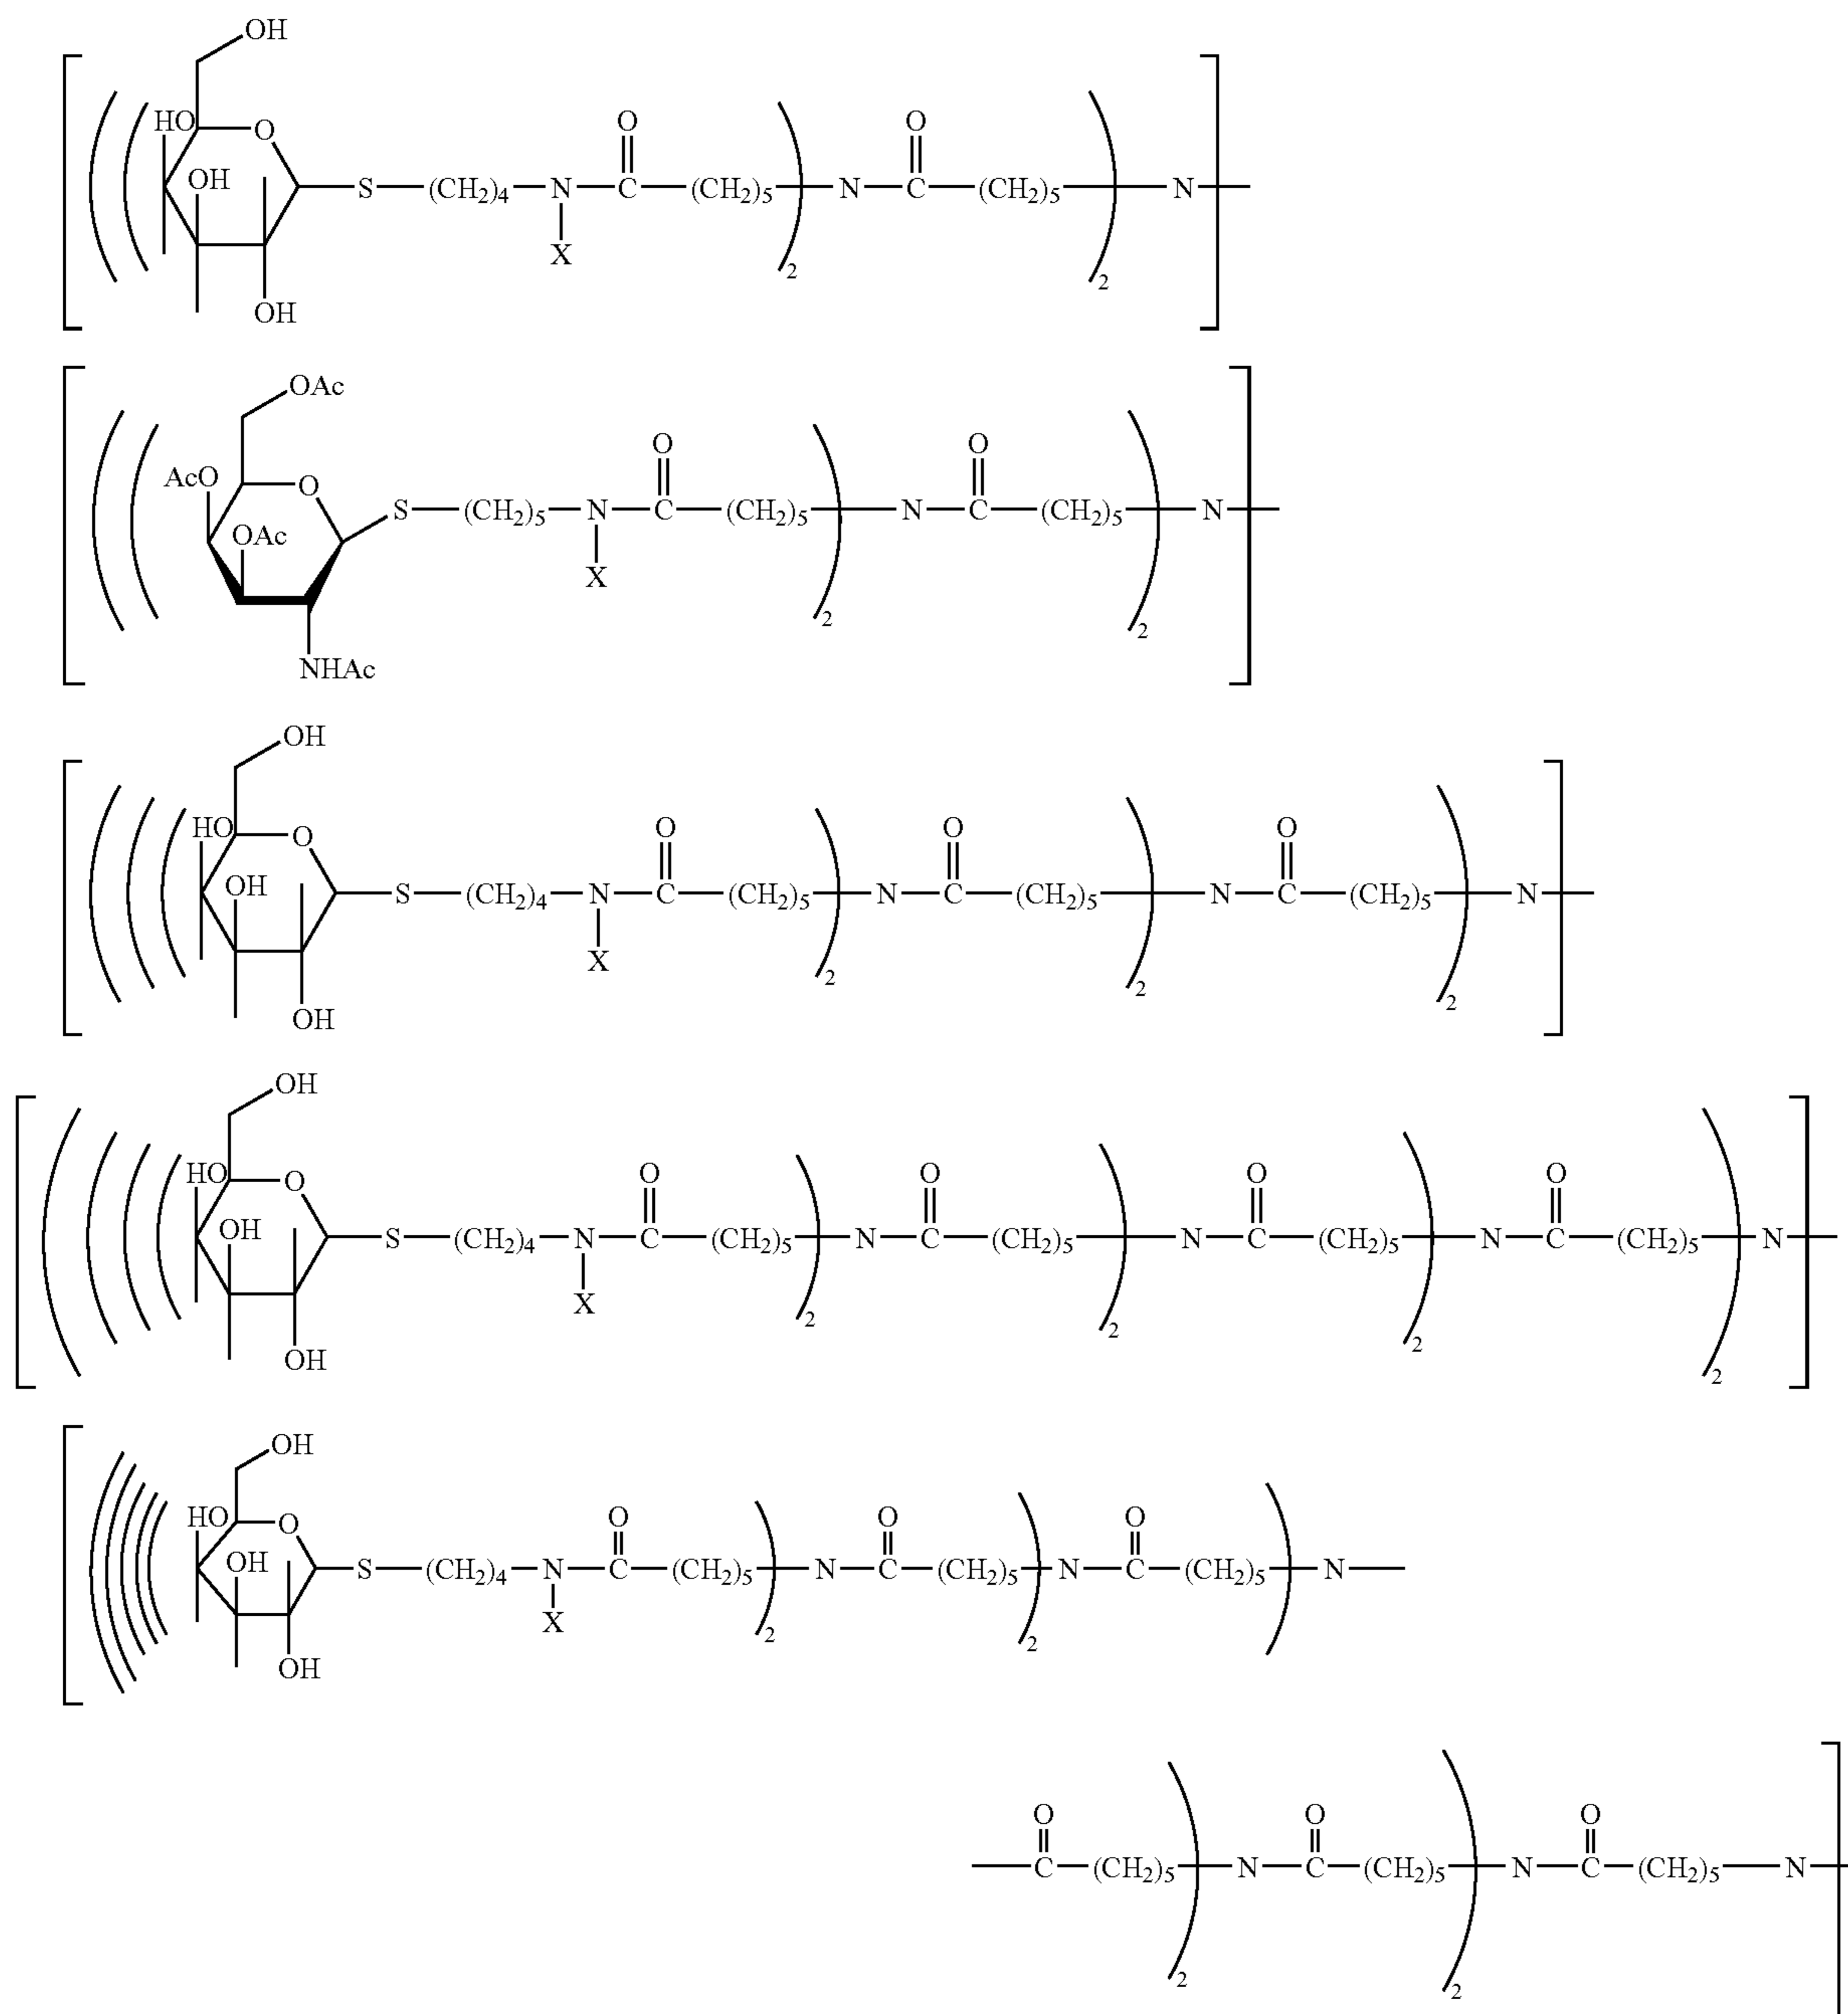 OH
O O
HO O
OH S (CH2)4 N C (CH2)5 N C (CH2)5 N
X
2 2
OH
OAc
O O
AcO O
S (CH2)5 N C (CH2)5 N C (CH2)5 N
OAc
X
2 2
NHAc
OH
O O O
HO O
OH S (CH2)4 N C (CH2)5 N C (CH2)5 N C (CH2)5 N
X
2 2 2
OH
OH
O O O O
HO O
OH S (CH2)4 N C (CH2)5 N C (CH2)5 N C (CH2)5 N C (CH2)5 N
X
2 2 2 2
OH
OH
O O O
HO O
OH S (CH2)4 N C (CH2)5 N C (CH2)5 N C (CH2)5 N
X
2 2
OH
O O O
C (CH2)5 N C (CH2)5 N C (CH2)5 N
2 2